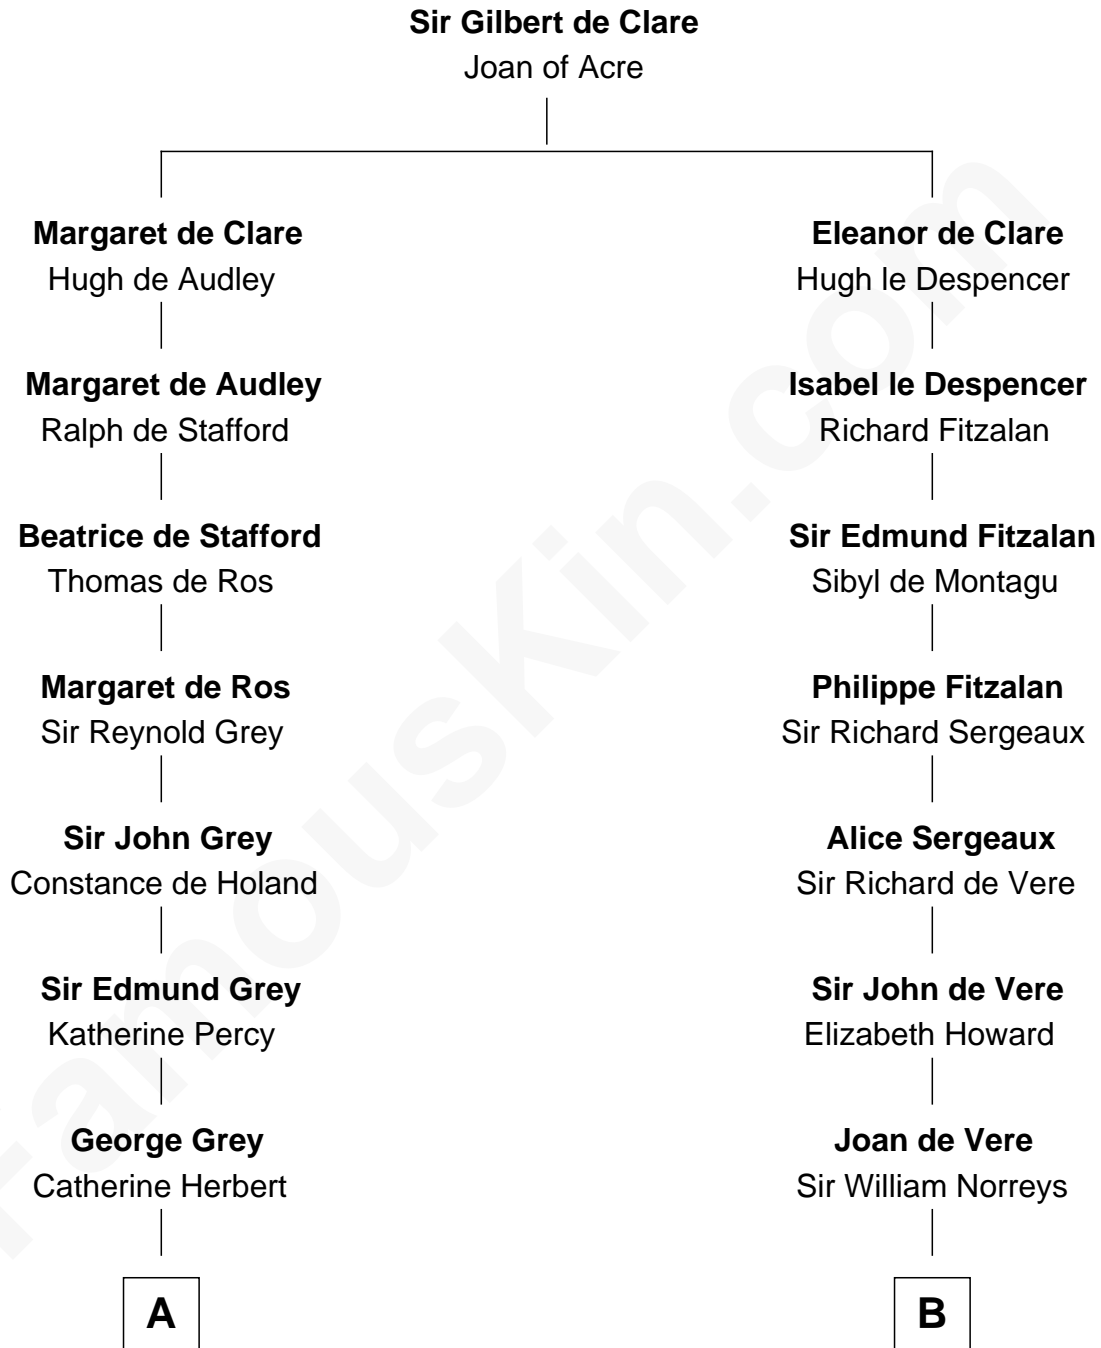 Sir Gilbert de Clare
Joan of Acre
Margaret de Clare
Hugh de Audley
Eleanor de Clare
Hugh le Despencer
Margaret de Audley
Ralph de Stafford
Isabel le Despencer
Richard Fitzalan
Beatrice de Stafford
Thomas de Ros
Sir Edmund Fitzalan
Sibyl de Montagu
Margaret de Ros
Sir Reynold Grey
Philippe Fitzalan
Sir Richard Sergeaux
Sir John Grey
Constance de Holand
Alice Sergeaux
Sir Richard de Vere
Sir Edmund Grey
Katherine Percy
Sir John de Vere
Elizabeth Howard
George Grey
Catherine Herbert
Joan de Vere
Sir William Norreys
A
B
FamousKin.com